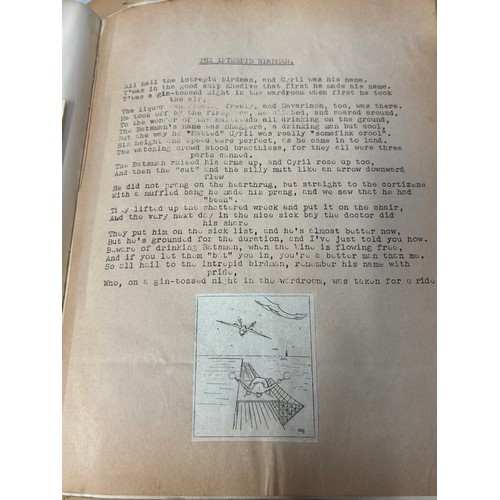 THE INTREPID BIRDMAN.
All hail the intrepid birdman, and Cyril was his name.
T'was in the good ship Khedive that first he made his name.
T'was a gin-tossed night in the wardroom when first he took
the air,
The liquor was flowing freely, and Navarinon, too, was there.
He took off by the fireplace, he flitted, and soared around,
To the wonder of the all drinking on the ground,
The Batsman's name was Shaggers, a drinking man but cool,
But the way he "Batted" Cyril was really "somefink crool".
His height and speed were perfect, as he came in to land.
The watching crowd stood breathless, for they all were three
parts canned.
The Batsman raised his arms up, and Cyril rose up too,
And then the "cut" and the silly mutt like an arrow downward
flew
He did not prang on the hearthrug, but straight to the cortizene
With a muffled bang he made his prang, and we saw that he had
"been".
They lifted up the shattered wreck and put it on the chair,
And the very next day in the nice sick bay the doctor did
his share
They put him on the sick list, and he's almost better now,
But he's grounded for the duration, and I've just told you how.
Beware of drinking Batsmen, when the wine is flowing free,
And if you let them "bat" you in, you're a better man than me.
So all hail to the intrepid birdman, remember his name with
pride,
Who, on a gin-tossed night in the wardroom, was taken for a ride